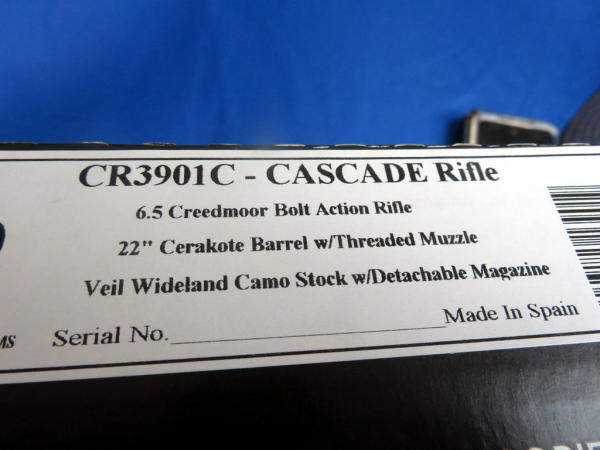 CR3901C - CASCADE Rifle
6.5 Creedmoor Bolt Action Rifle
22" Cerakote Barrel w/Threaded Muzzle
Veil Wideland Camo Stock w/Detachable Magazine
Serial No. Made In Spain
MS